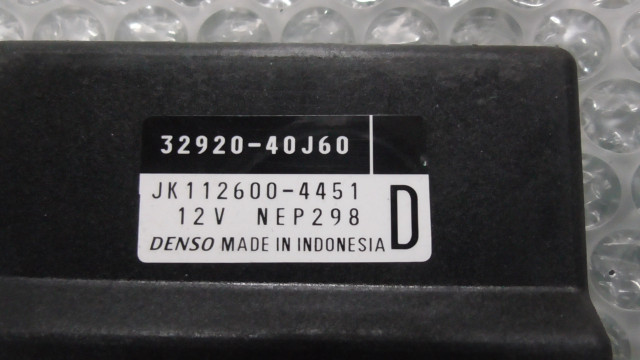 32920-40J60
JK112600-4451
12V NEP298
DENSO MADE IN INDONESIA D